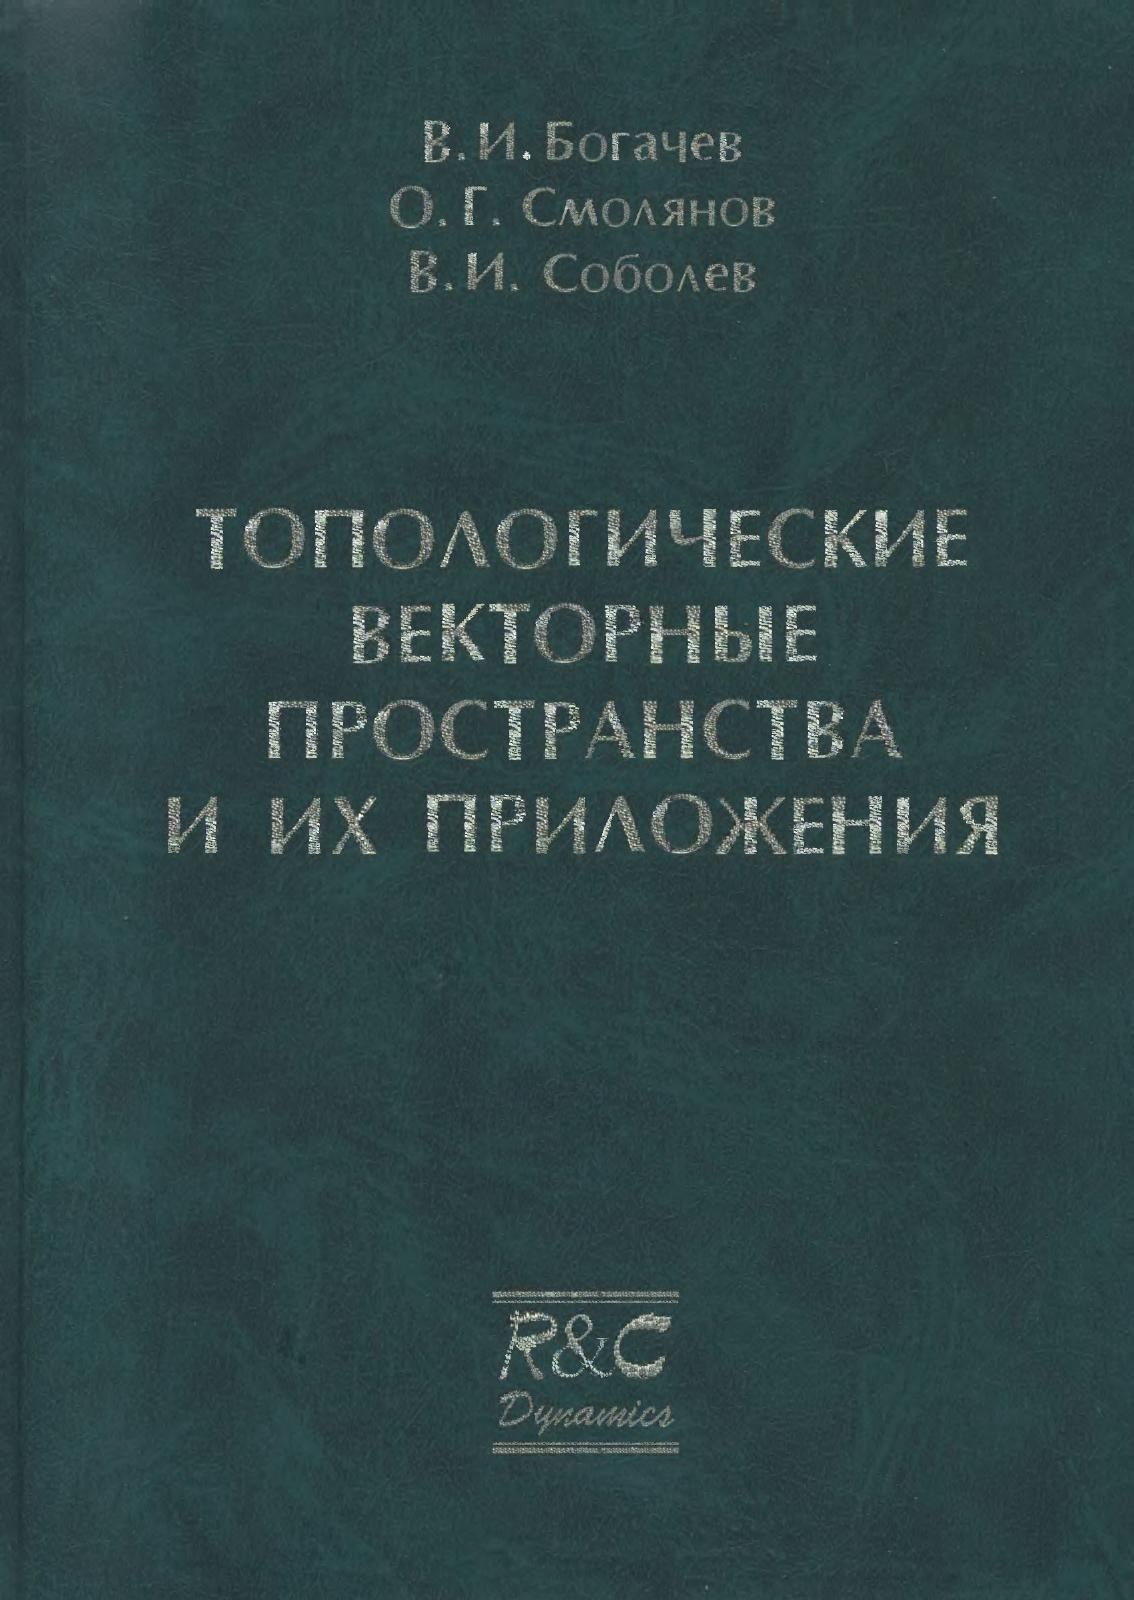 В.И.Богачев
О.Г. Смолянов
В.И. Соболев
ТОПОЛОГИЧЕСКИЕ
ВЕКТОРНЫЕ
ПРОСТРАНСТВА
И ИХ ПРИЛОЖЕНИЯ
R&C
Dynamics